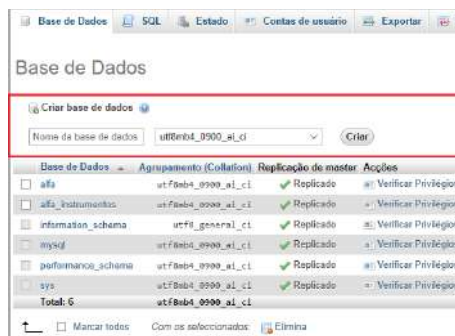 Base de Dados SQL Estado Contas de usuário Exportar
Base de Dados
Criar base de dados
Nome da base de dados utf8mb4_0900_ai_ci Criar
Base de Dados Agrupamento (Collation) Replicação de master Acções
alfa utf8mb4_0900_ai_ci Replicado Verificar Privilégios
alfa_instrumentos utf8mb4_0900_ai_ci Replicado Verificar Privilégios
information_schema utf8_general_ci Replicado Verificar Privilégios
mysql utf8mb4_0900_ai_ci Replicado Verificar Privilégios
performance_schema utf8mb4_0900_ai_ci Replicado Verificar Privilégios
sys utf8mb4_0900_ai_ci Replicado Verificar Privilégios
Total: 6 utf8mb4_0900_ai_ci
Marcar todos Com os seleccionados: Elimina